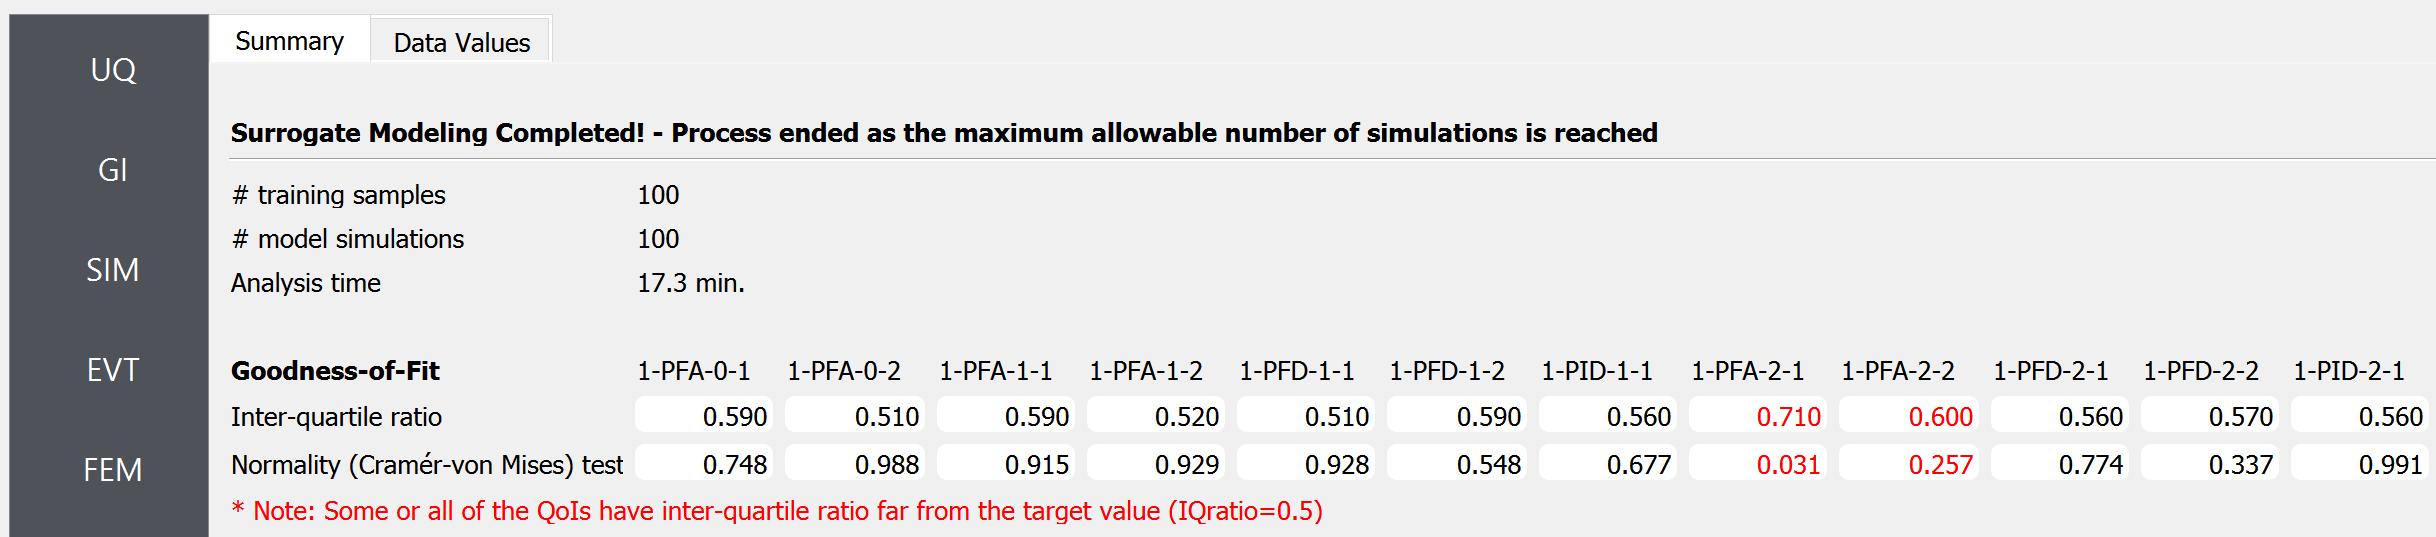 Summary Data Values
UQ
GI
SIM
EVT
FEM
Surrogate Modeling Completed! - Process ended as the maximum allowable number of simulations is reached
# training samples 100
# model simulations 100
Analysis time 17.3 min.
Goodness-of-Fit 1-PFA-0-1 1-PFA-0-2 1-PFA-1-1 1-PFA-1-2 1-PFD-1-1 1-PFD-1-2 1-PID-1-1 1-PFA-2-1 1-PFA-2-2 1-PFD-2-1 1-PFD-2-2 1-PID-2-1
Inter-quartile ratio 0.590 0.510 0.590 0.520 0.510 0.590 0.560 0.710 0.600 0.560 0.570 0.560
Normality (Cramér-von Mises) test 0.748 0.988 0.915 0.929 0.928 0.548 0.677 0.031 0.257 0.774 0.337 0.991
* Note: Some or all of the QoIs have inter-quartile ratio far from the target value (IQratio=0.5)